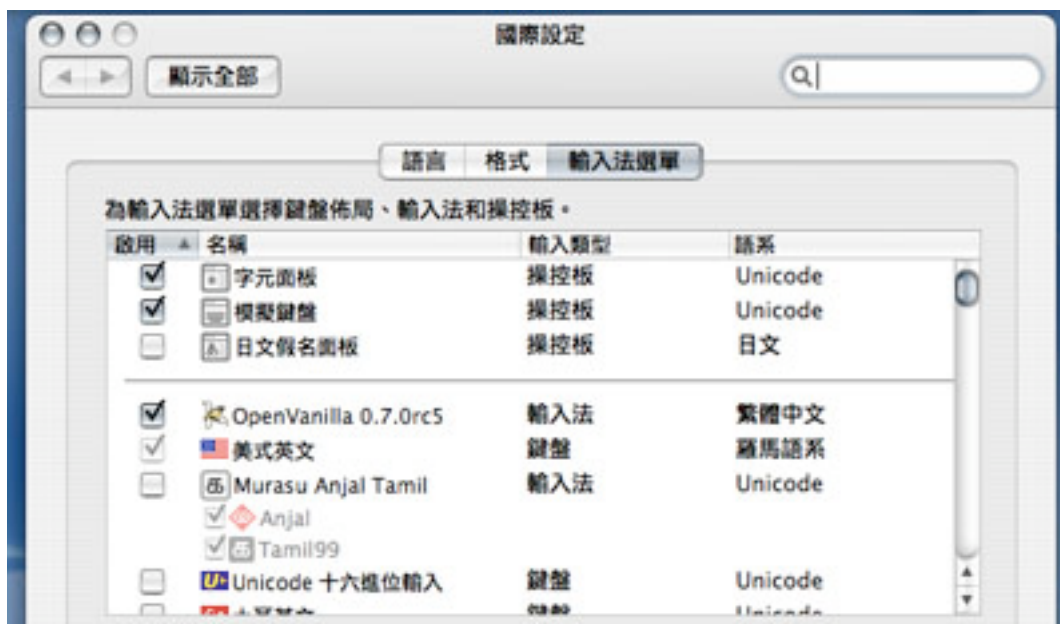 國際設定
顯示全部
語言 格式 輸入法選單
為輸入法選單選擇鍵盤佈局、輸入法和操控板。
啟用 名稱 輸入類型 語系
字元面板 操控板 Unicode
模擬鍵盤 操控板 Unicode
日文假名面板 操控板 日文
OpenVanilla 0.7.0rc5 輸入法 繁體中文
美式英文 鍵盤 羅馬語系
Murasu Anjal Tamil 輸入法 Unicode
Anjal
Tamil99
Unicode 十六進位輸入 鍵盤 Unicode
鍵盤 Unicode